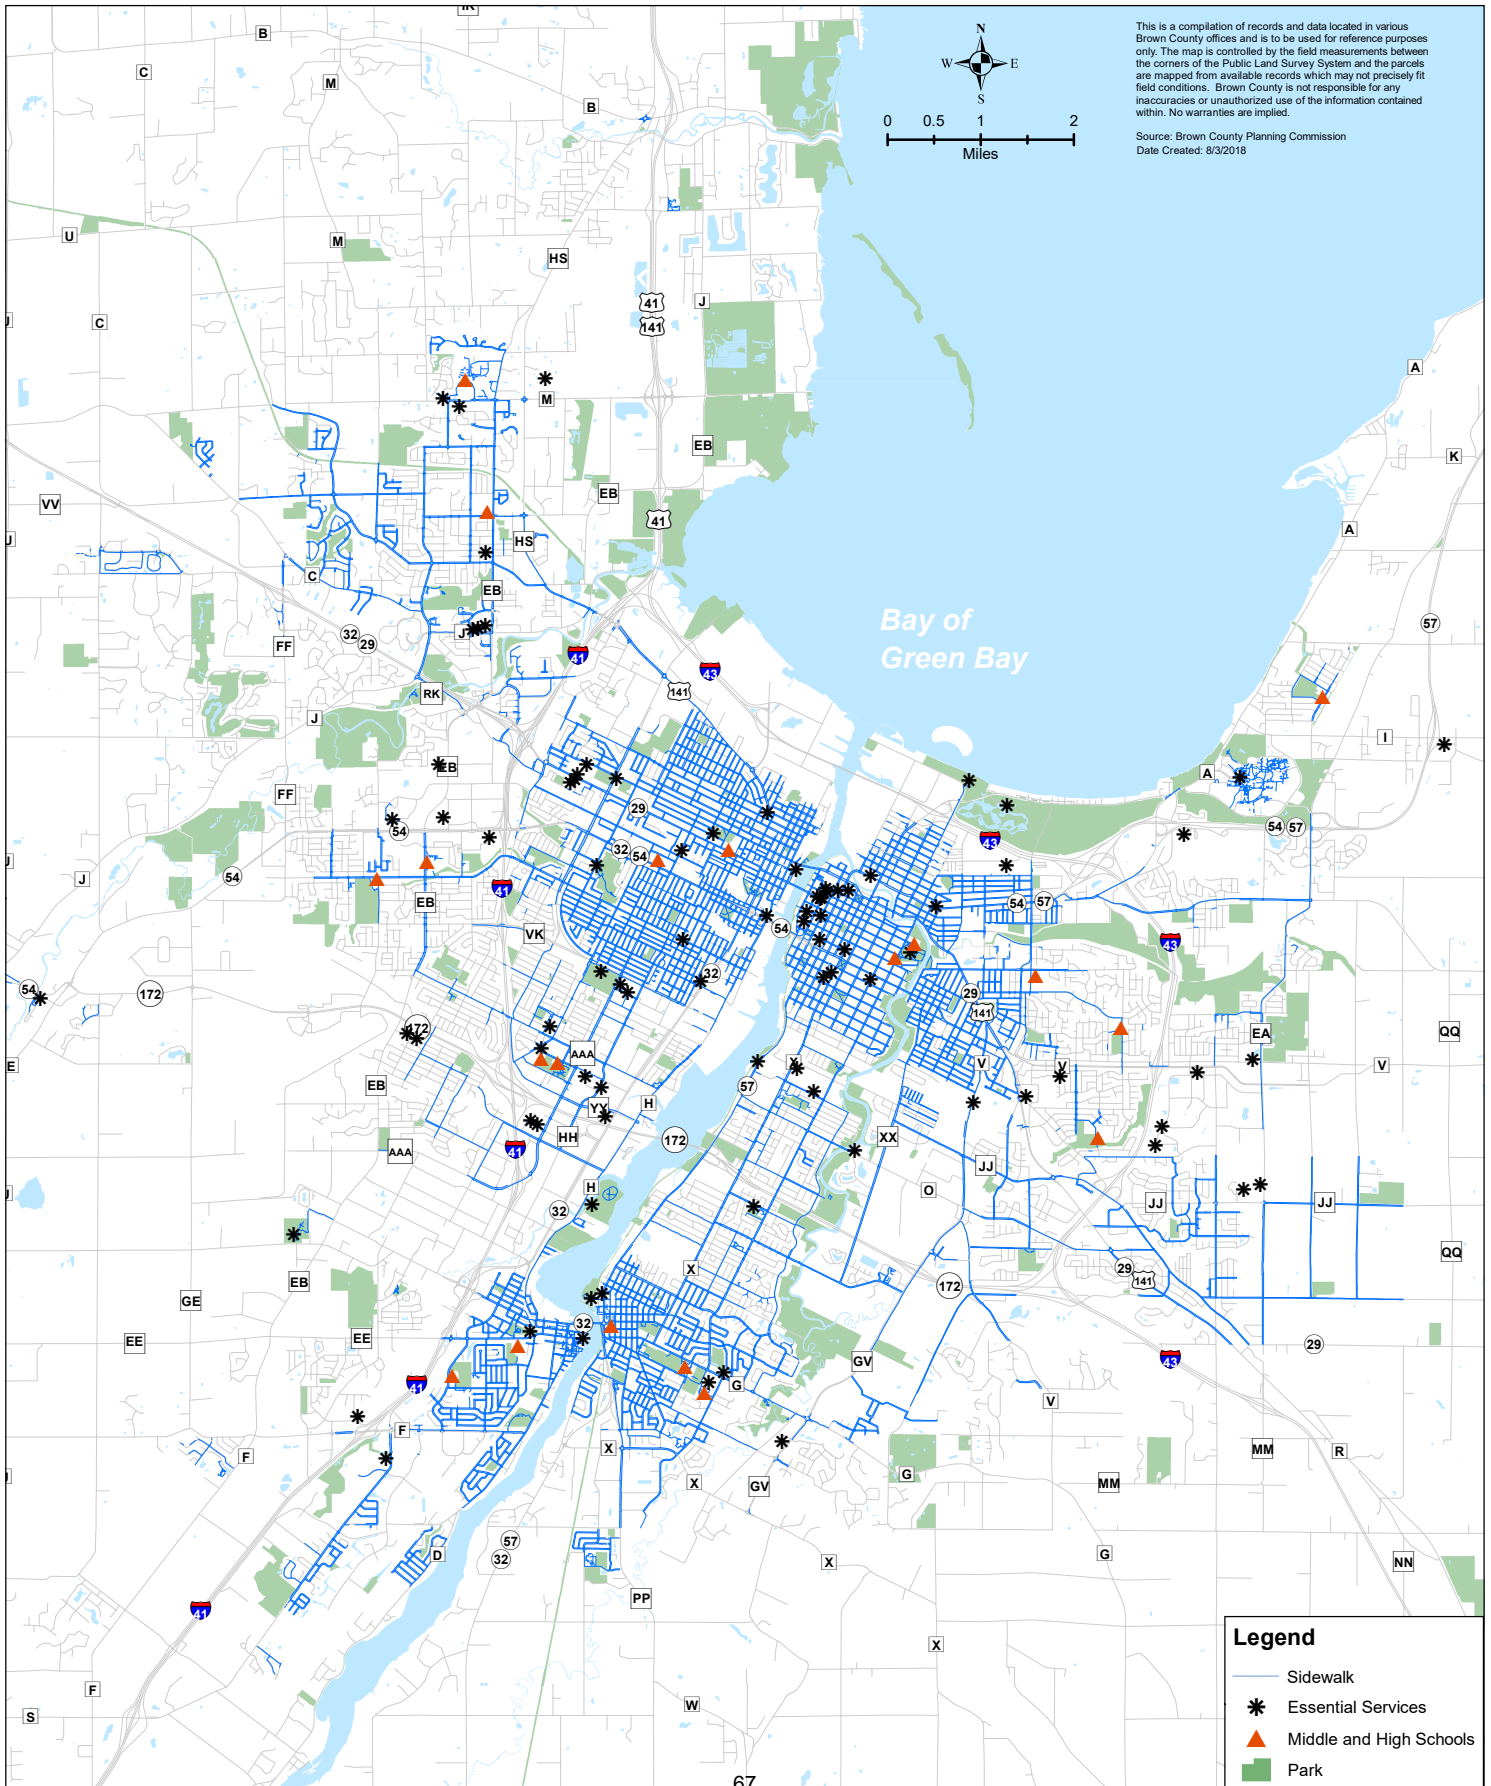 IR
B
C
M
B
N
W
E
S
0
0.5
1
2
Miles
This is a compilation of records and data located in various
Brown County offices and is to be used for reference purposes
only. The map is controlled by the field measurements between
the corners of the Public Land Survey System and the parcels
are mapped from available records which may not precisely fit
field conditions. Brown County is not responsible for any
inaccuracies or unauthorized use of the information contained
within. No warranties are implied.
Source: Brown County Planning Commission
Date Created: 8/3/2018
U
M
HS
41
J
141
C
A
M
EB
K
VV
EB
41
A
HS
C
EB
Bay of
Green Bay
57
32
29
J
FF
41
43
RK
141
J
I
EB
A
FF
29
54
54
57
43
32
54
J
54
41
EB
54
57
VK
54
43
32
54
172
29
141
172
EA
QQ
AAA
E
V
V
V
EB
57
YY
H
HH
172
XX
41
AAA
JJ
O
H
32
JJ
JJ
QQ
X
29
141
EB
172
GE
32
EE
EE
29
GV
43
41
G
V
F
X
MM
R
F
G
X
GV
MM
57
32
D
X
G
NN
PP
41
X
F
W
S
Legend
Sidewalk
Essential Services
Middle and High Schools
Park
67